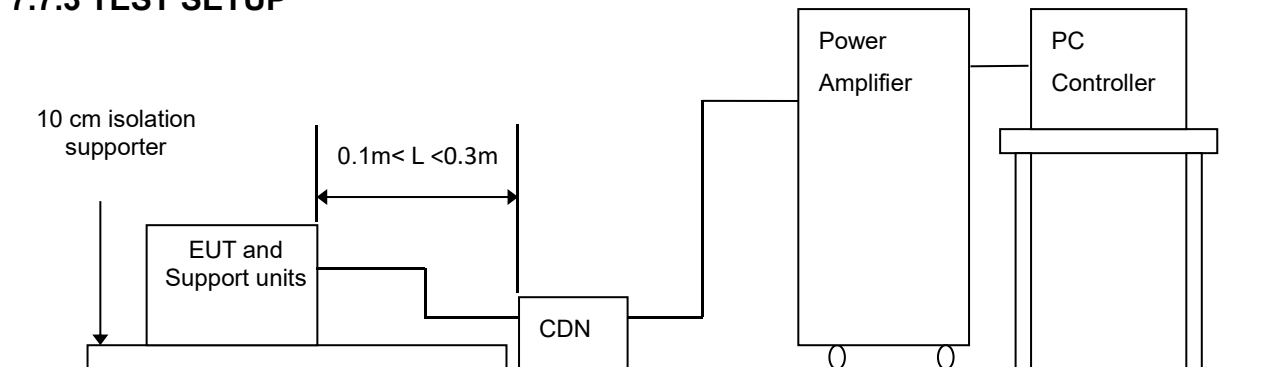 7.7.3 TEST SETUP
Power
Amplifier
PC
Controller
10 cm isolation
supporter
0.1m< L <0.3m
EUT and
Support units
CDN